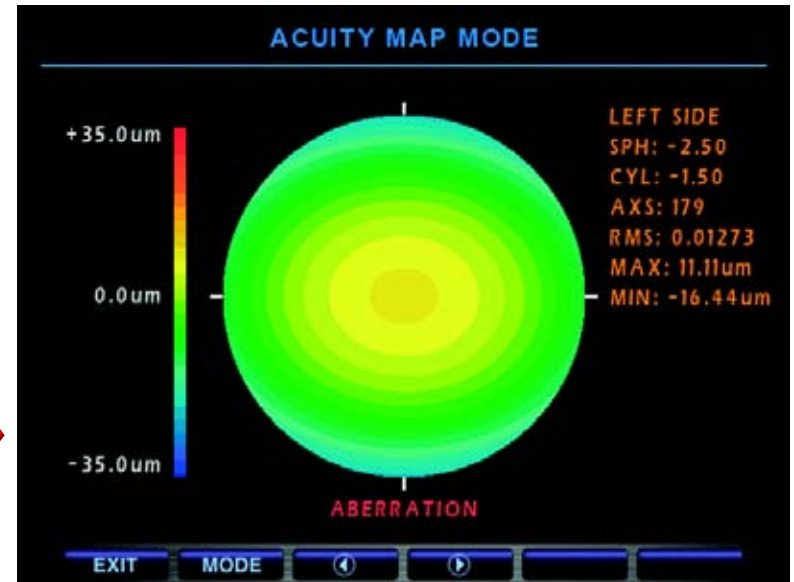 ACUITY MAP MODE
+35.0um
0.0um
-35.0um
LEFT SIDE
SPH: -2.50
CYL: -1.50
AXS: 179
RMS: 0.01273
MAX: 11.11um
MIN: -16.44um
ABERRATION
EXIT MODE